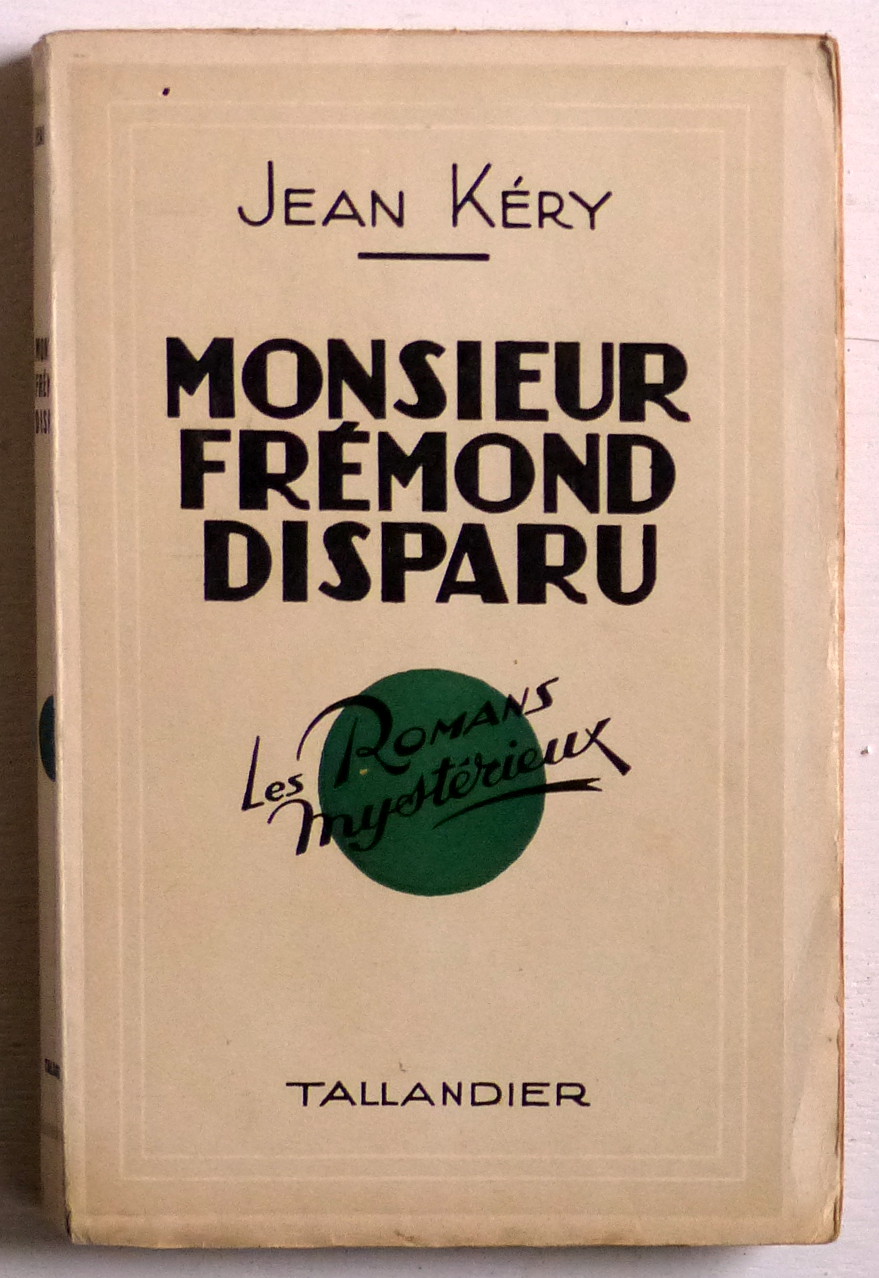 Jean Kéry
MONSIEUR
FRÉMOND
DISPARU
Les Romans
mystérieux
TALLANDIER